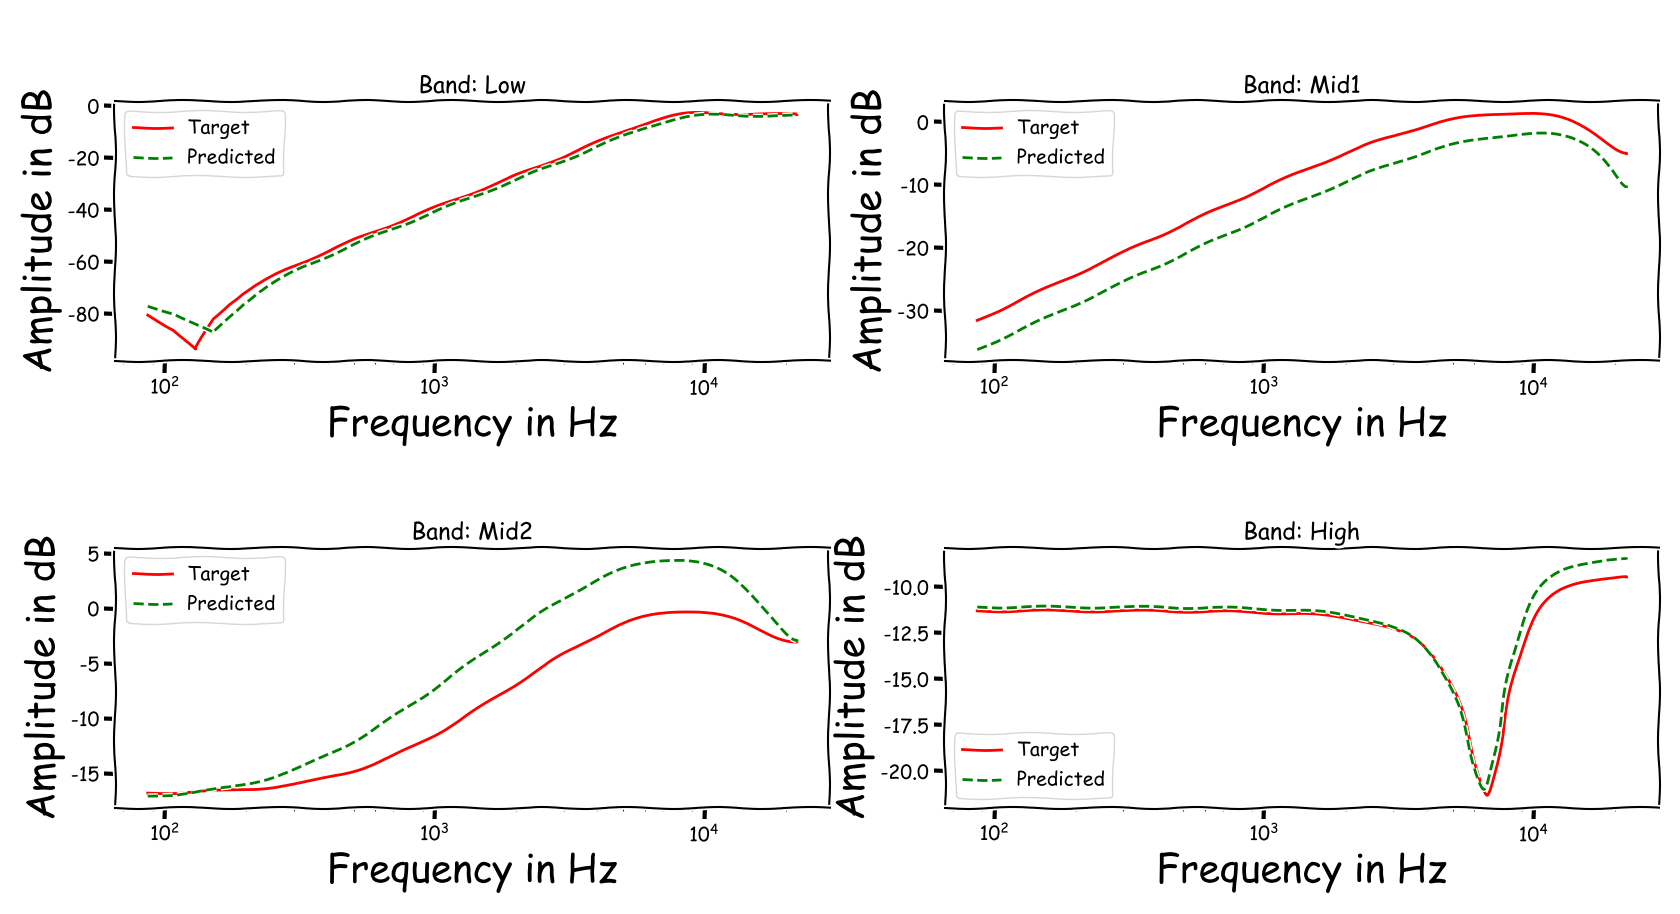 Band: Low
Amplitude in dB
0
-20
-40
-60
-80
Target
Predicted
10²
10³
10⁴
Frequency in Hz
Band: Mid1
Amplitude in dB
0
-10
-20
-30
Target
Predicted
10²
10³
10⁴
Frequency in Hz
Band: Mid2
Amplitude in dB
5
0
-5
-10
-15
Target
Predicted
10²
10³
10⁴
Frequency in Hz
Band: High
Amplitude in dB
-10.0
-12.5
-15.0
-17.5
-20.0
Target
Predicted
10²
10³
10⁴
Frequency in Hz